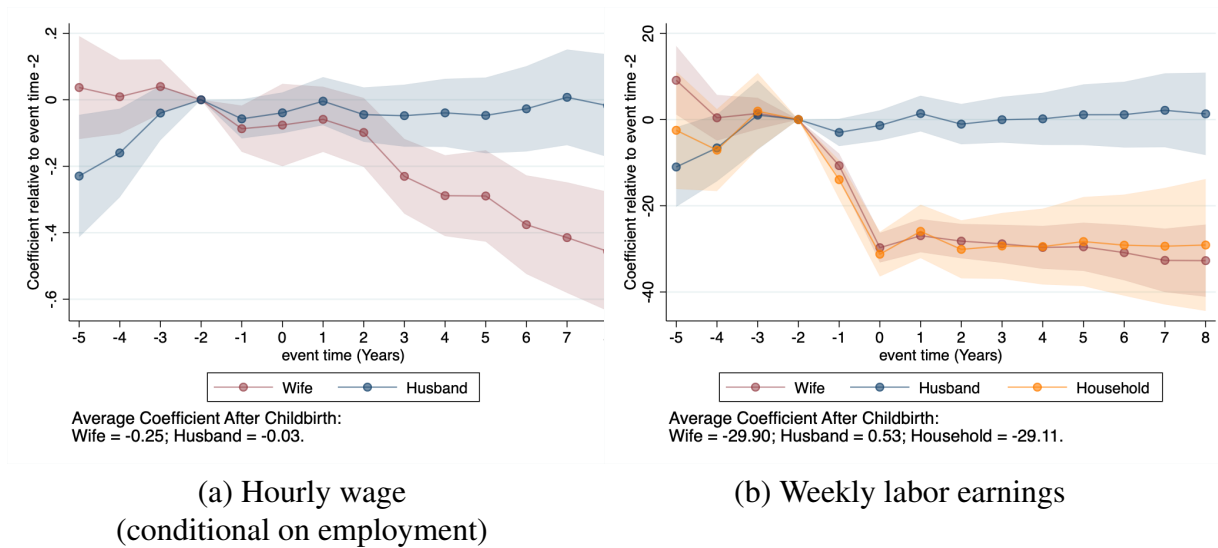 Coefficient relative to event time -2
.2
0
-.2
-.4
-.6
-5 -4 -3 -2 -1 0 1 2 3 4 5 6 7
event time (Years)
Wife Husband
Average Coefficient After Childbirth:
Wife = -0.25; Husband = -0.03.
(a) Hourly wage
(conditional on employment)
Coefficient relative to event time -2
20
0
-20
-40
-5 -4 -3 -2 -1 0 1 2 3 4 5 6 7 8
event time (Years)
Wife Husband Household
Average Coefficient After Childbirth:
Wife = -29.90; Husband = 0.53; Household = -29.11.
(b) Weekly labor earnings